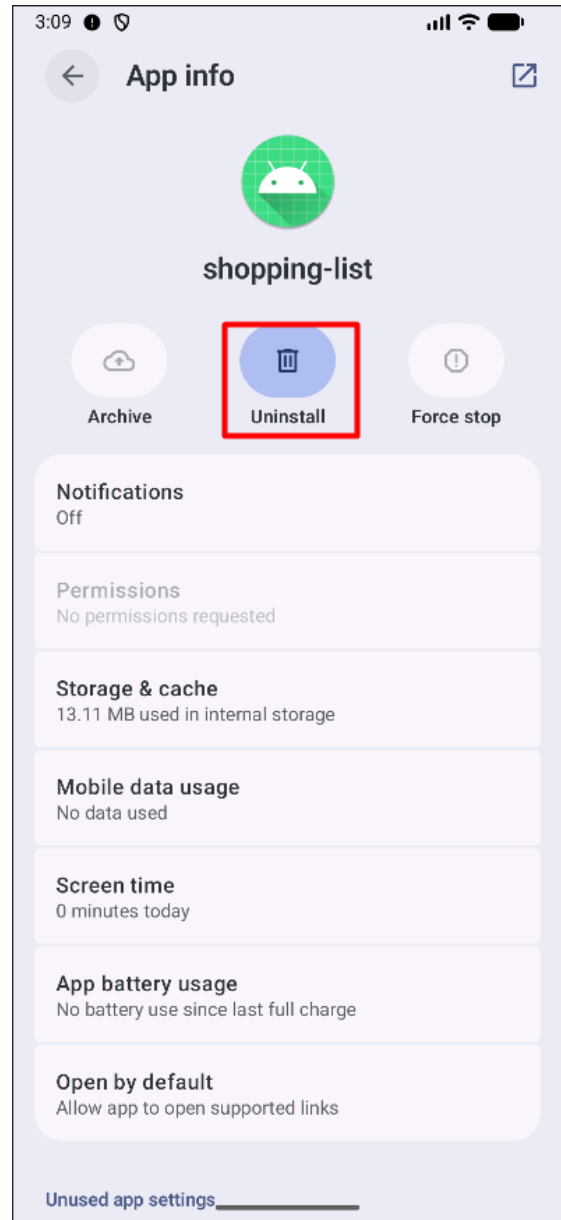 3:09
App info
shopping-list
Archive
Uninstall
Force stop
Notifications
Off
Permissions
No permissions requested
Storage & cache
13.11 MB used in internal storage
Mobile data usage
No data used
Screen time
0 minutes today
App battery usage
No battery use since last full charge
Open by default
Allow app to open supported links
Unused app settings